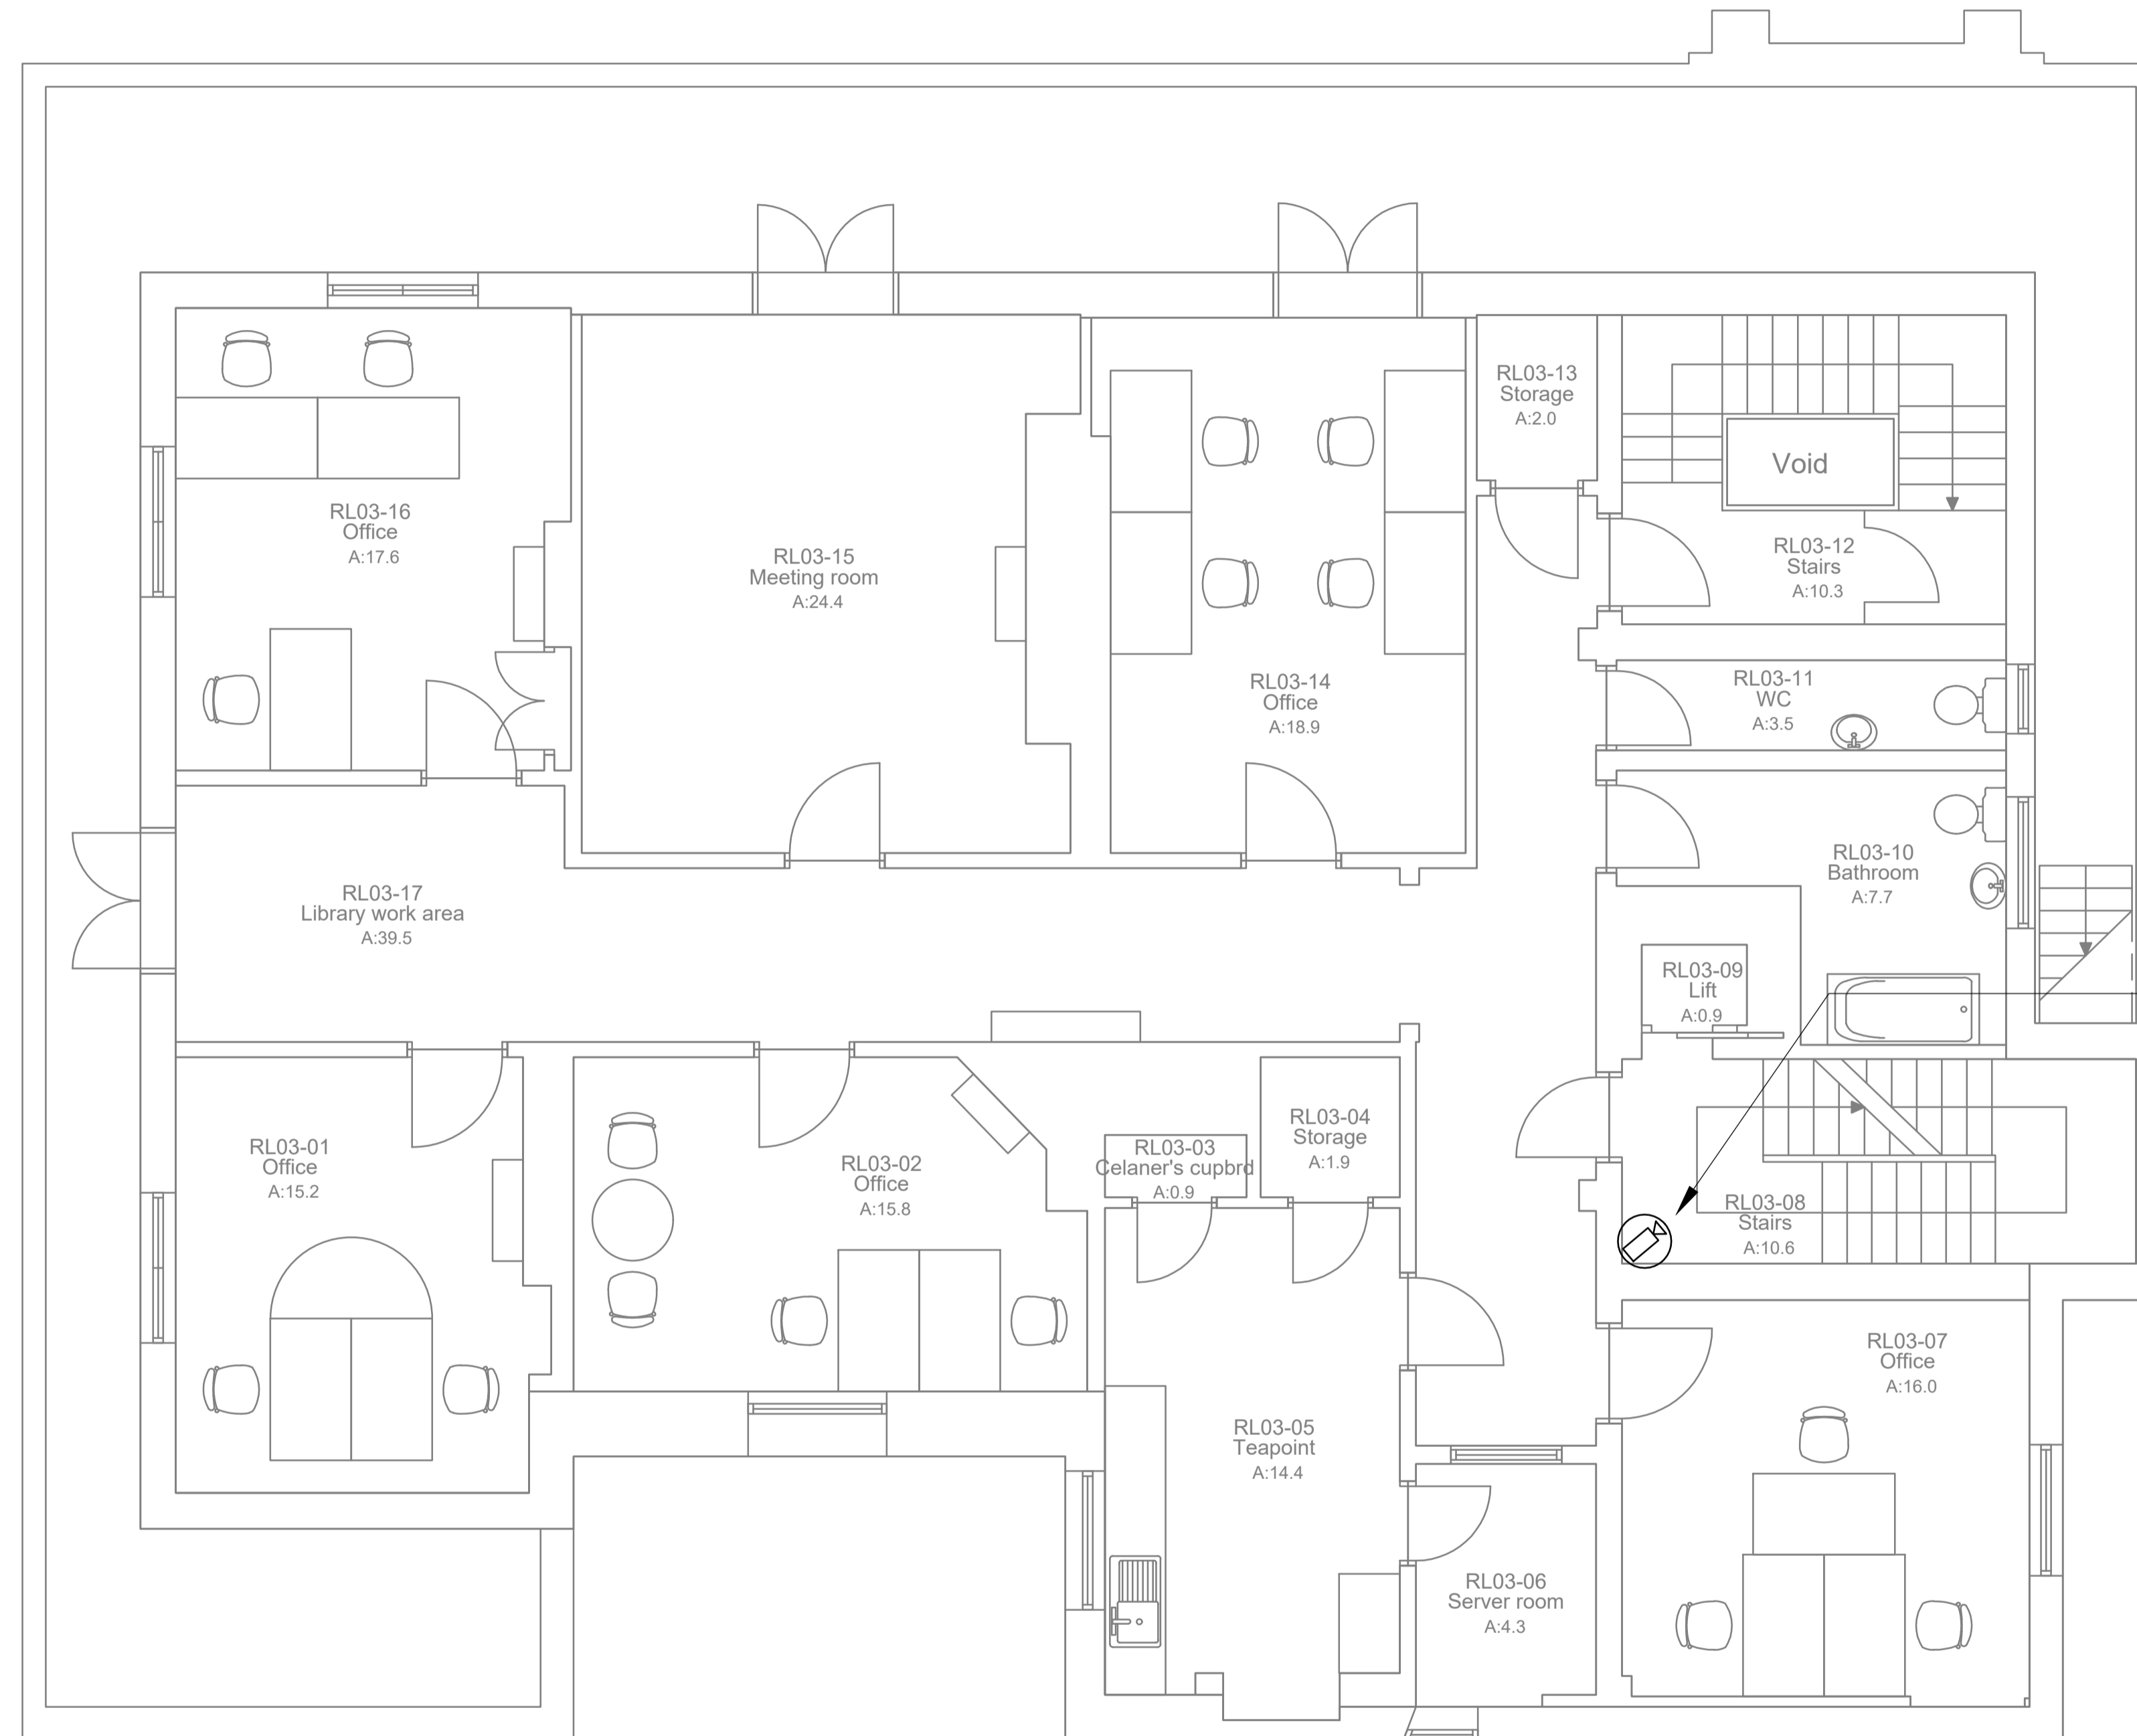 RL03-13
Storage
A:2.0
Void
RL03-16
Office
A:17.6
RL03-15
Meeting room
A:24.4
RL03-12
Stairs
A:10.3
RL03-14
Office
A:18.9
RL03-11
WC
A:3.5
RL03-10
Bathroom
A:7.7
RL03-17
Library work area
A:39.5
RL03-09
Lift
A:0.9
RL03-01
Office
A:15.2
RL03-02
Office
A:15.8
RL03-03
Celaner's cupbrd
A:0.9
RL03-04
Storage
A:1.9
RL03-08
Stairs
A:10.6
RL03-07
Office
A:16.0
RL03-05
Teapoint
A:14.4
RL03-06
Server room
A:4.3